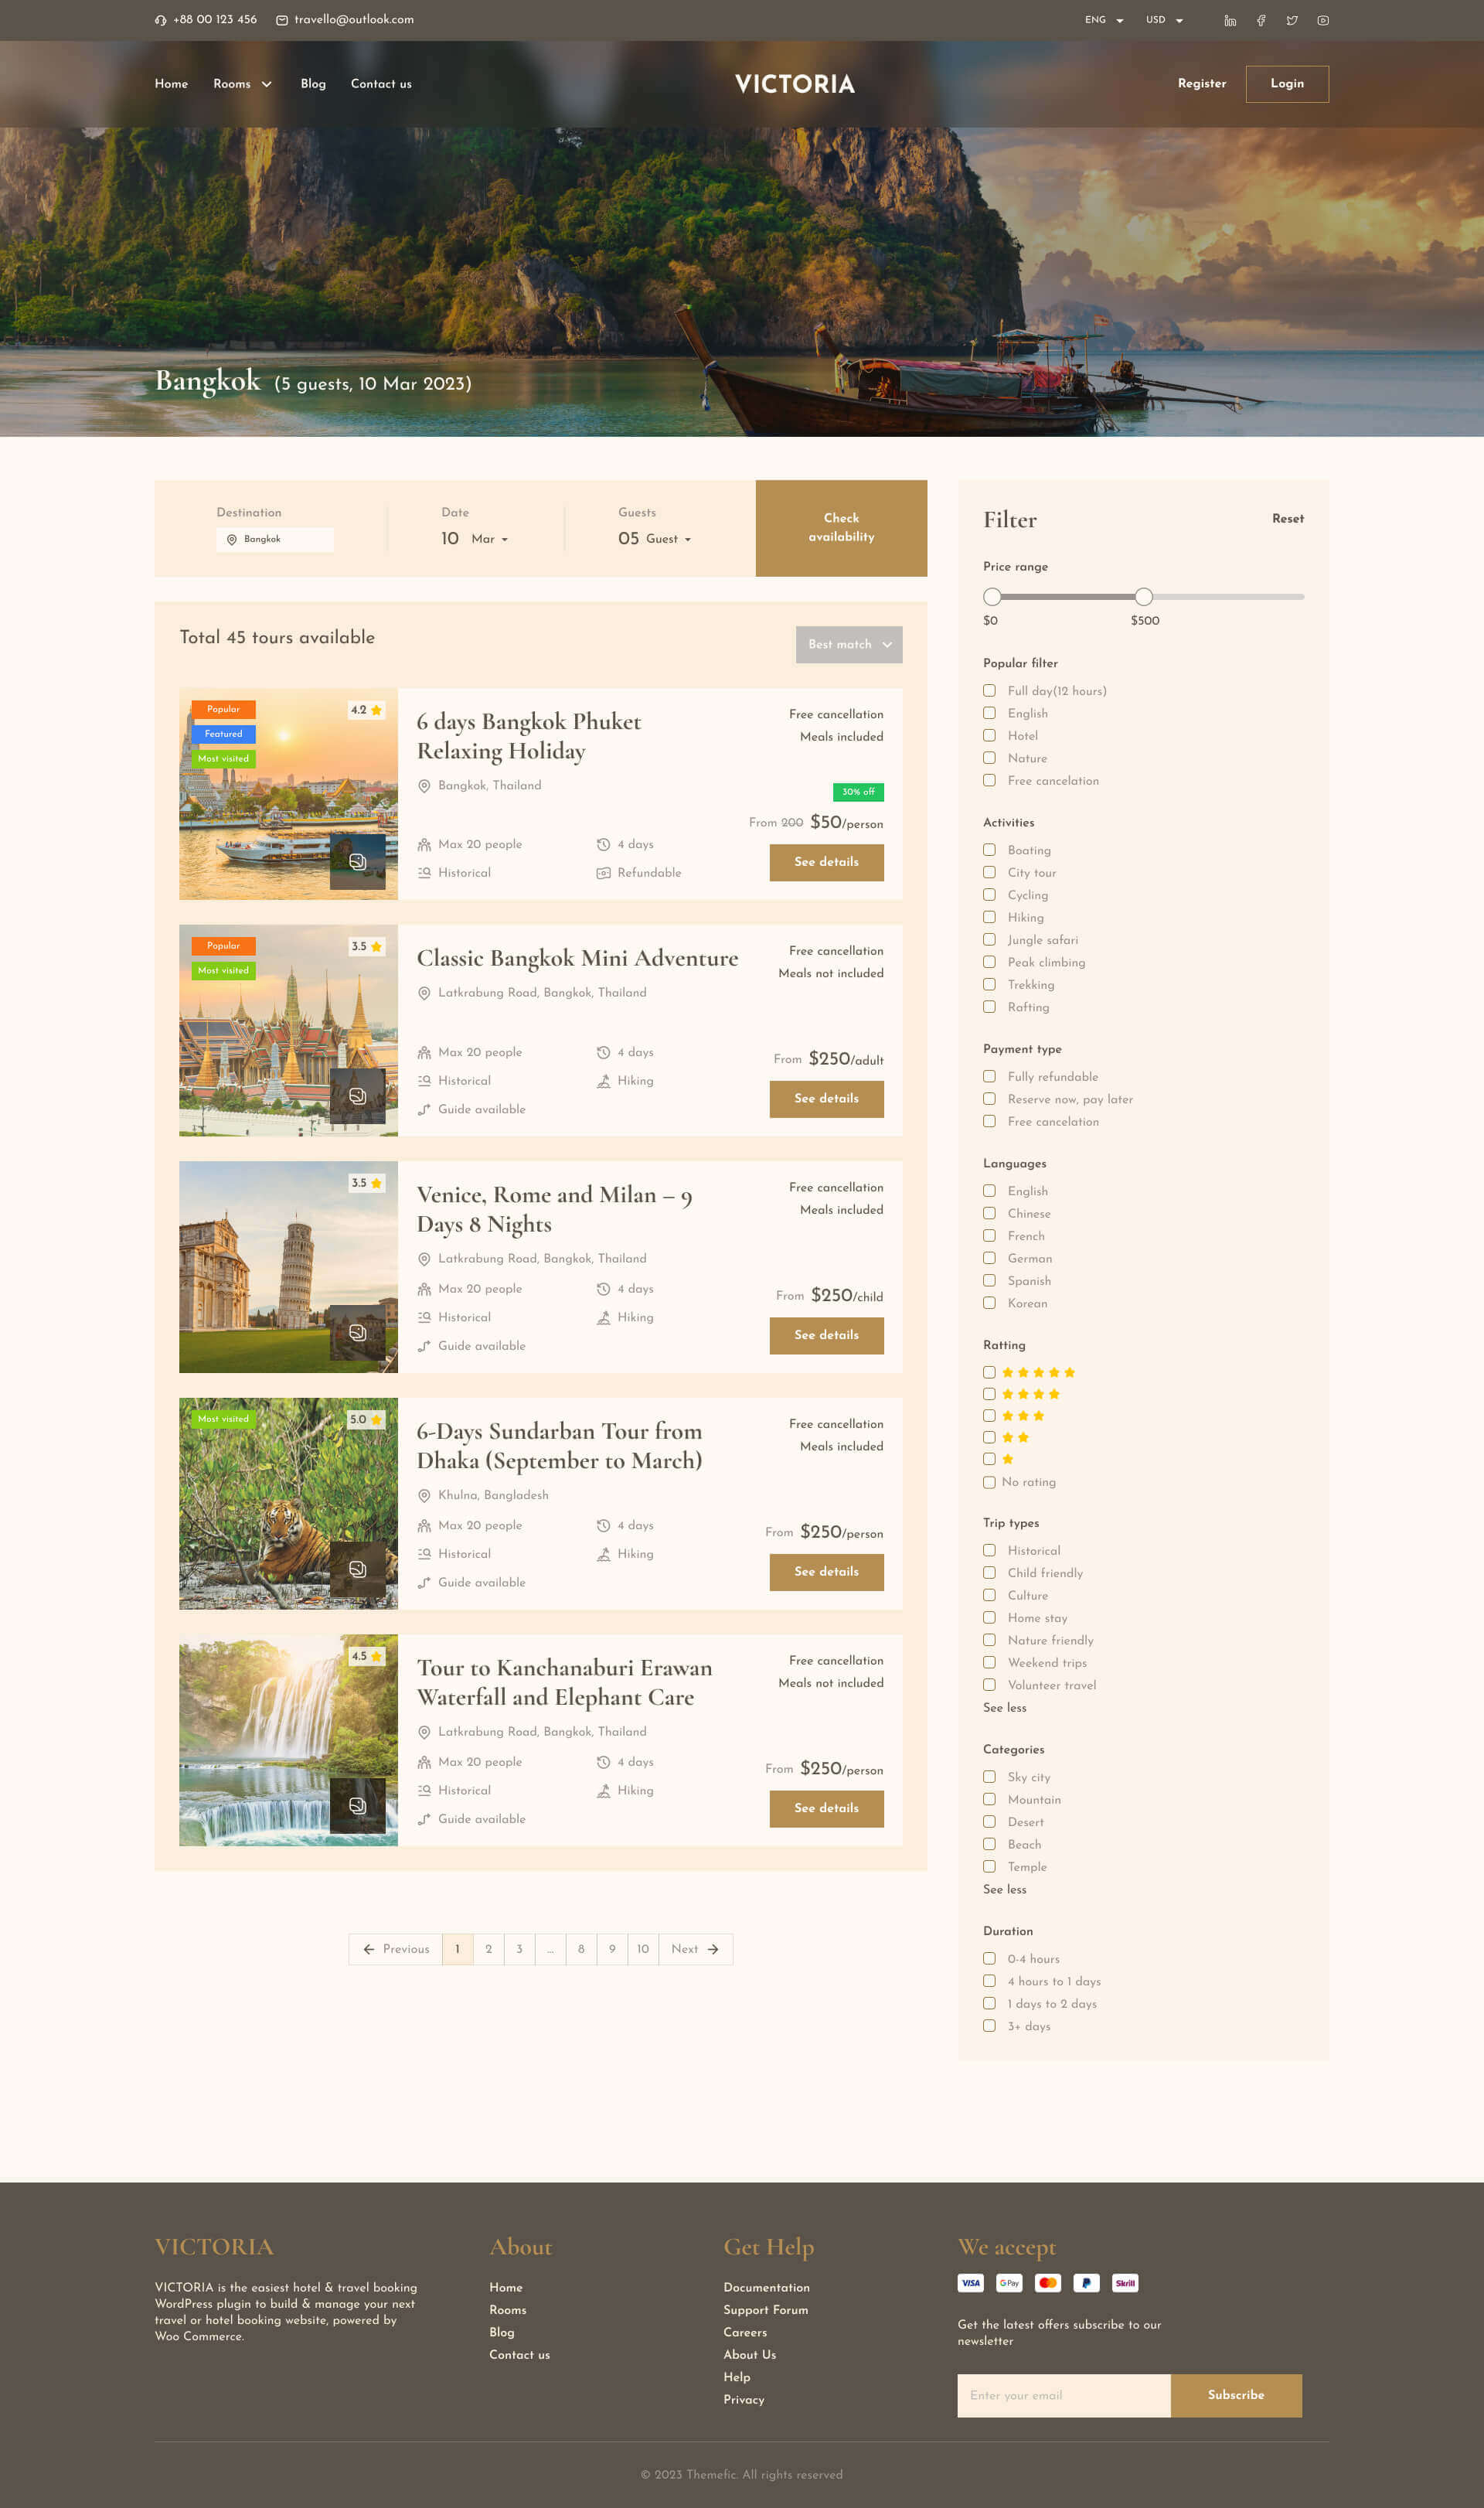 +88 00 123 456
travello@outlook.com
ENG
USD
Home
Rooms
Blog
Contact us
VICTORIA
Register
Login
Bangkok (5 guests, 10 Mar 2023)
Destination
Bangkok
Date
10 Mar
Guests
05 Guest
Check
availability
Total 45 tours available
Best match
Popular
Featured
Most visited
4.2
6 days Bangkok Phuket
Relaxing Holiday
Bangkok, Thailand
Max 20 people
4 days
Historical
Refundable
Free cancellation
Meals included
30% off
From 200 $50/person
See details
Popular
Most visited
3.5
Classic Bangkok Mini Adventure
Latkrabung Road, Bangkok, Thailand
Max 20 people
4 days
Historical
Hiking
Guide available
Free cancellation
Meals not included
From $250/adult
See details
3.5
Venice, Rome and Milan – 9
Days 8 Nights
Latkrabung Road, Bangkok, Thailand
Max 20 people
4 days
Historical
Hiking
Guide available
Free cancellation
Meals included
From $250/child
See details
Most visited
5.0
6-Days Sundarban Tour from
Dhaka (September to March)
Khulna, Bangladesh
Max 20 people
4 days
Historical
Hiking
Guide available
Free cancellation
Meals included
From $250/person
See details
4.5
Tour to Kanchanaburi Erawan
Waterfall and Elephant Care
Latkrabung Road, Bangkok, Thailand
Max 20 people
4 days
Historical
Hiking
Guide available
Free cancellation
Meals not included
From $250/person
See details
Previous
1
2
3
...
8
9
10
Next
Filter
Reset
Price range
$0
$500
Popular filter
Full day(12 hours)
English
Hotel
Nature
Free cancelation
Activities
Boating
City tour
Cycling
Hiking
Jungle safari
Peak climbing
Trekking
Rafting
Payment type
Fully refundable
Reserve now, pay later
Free cancelation
Languages
English
Chinese
French
German
Spanish
Korean
Ratting
No rating
Trip types
Historical
Child friendly
Culture
Home stay
Nature friendly
Weekend trips
Volunteer travel
See less
Categories
Sky city
Mountain
Desert
Beach
Temple
See less
Duration
0-4 hours
4 hours to 1 days
1 days to 2 days
3+ days
VICTORIA
VICTORIA is the easiest hotel & travel booking
WordPress plugin to build & manage your next
travel or hotel booking website, powered by
Woo Commerce.
About
Home
Rooms
Blog
Contact us
Get Help
Documentation
Support Forum
Careers
About Us
Help
Privacy
We accept
VISA
G Pay
Skrill
Get the latest offers subscribe to our
newsletter
Enter your email
Subscribe
© 2023 Themefic. All rights reserved